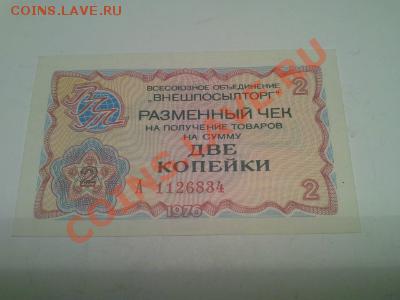 COINS.LAVE.RU
ВПТ
2
ВСЕСОЮЗНОЕ ОБЪЕДИНЕНИЕ
„ВНЕШПОСЫЛТОРГ"
РАЗМЕННЫЙ ЧЕК
НА ПОЛУЧЕНИЕ ТОВАРОВ
НА СУММУ
ДВЕ
КОПЕЙКИ
2
А 1126834
2
1976
COINS.LAVE.RU